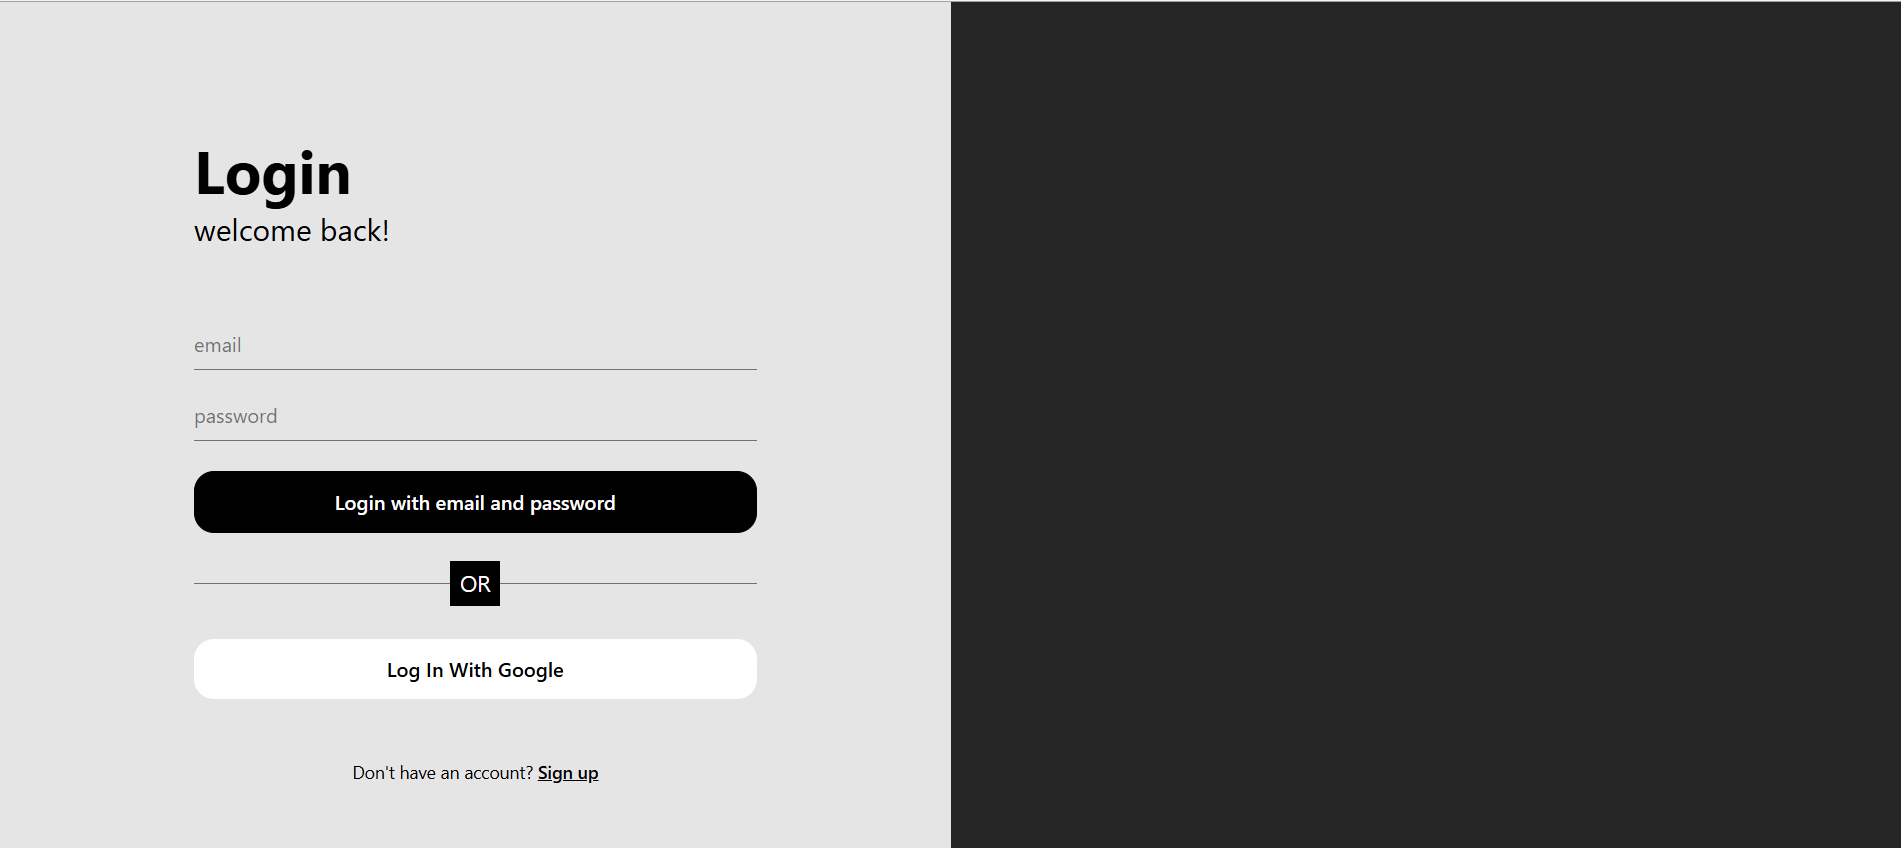 Login
welcome back!
email
password
Login with email and password
OR
Log In With Google
Don't have an account? Sign up